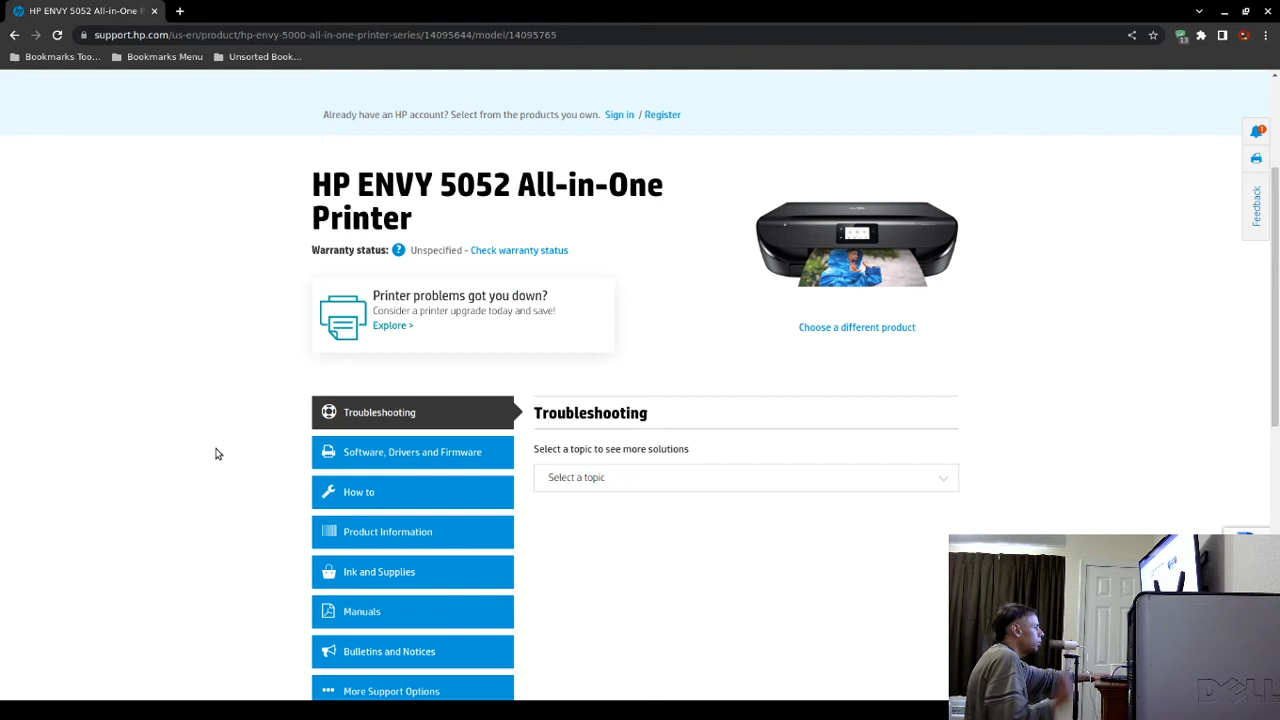 HP ENVY 5052 All-in-One P
support.hp.com/us-en/product/hp-envy-5000-all-in-one-printer-series/14095644/model/14095765
13
Bookmarks Too...
Bookmarks Menu
Unsorted Book...
Already have an HP account? Select from the products you own. Sign in / Register
1
HP ENVY 5052 All-in-One
Printer
Feedback
Warranty status: ? Unspecified - Check warranty status
Printer problems got you down?
Consider a printer upgrade today and save!
Explore >
Choose a different product
Troubleshooting
Troubleshooting
Software, Drivers and Firmware
Select a topic to see more solutions
Select a topic
How to
Product Information
Ink and Supplies
Manuals
Bulletins and Notices
More Support Options
DELL